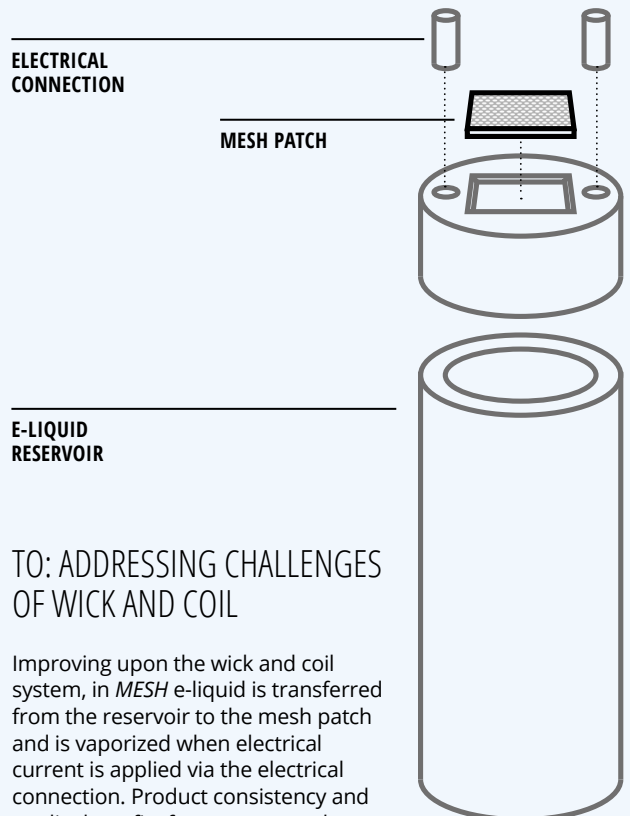 ELECTRICAL
CONNECTION
MESH PATCH
E-LIQUID
RESERVOIR
TO: ADDRESSING CHALLENGES
OF WICK AND COIL
Improving upon the wick and coil
system, in MESH e-liquid is transferred
from the reservoir to the mesh patch
and is vaporized when electrical
current is applied via the electrical
connection. Product consistency and